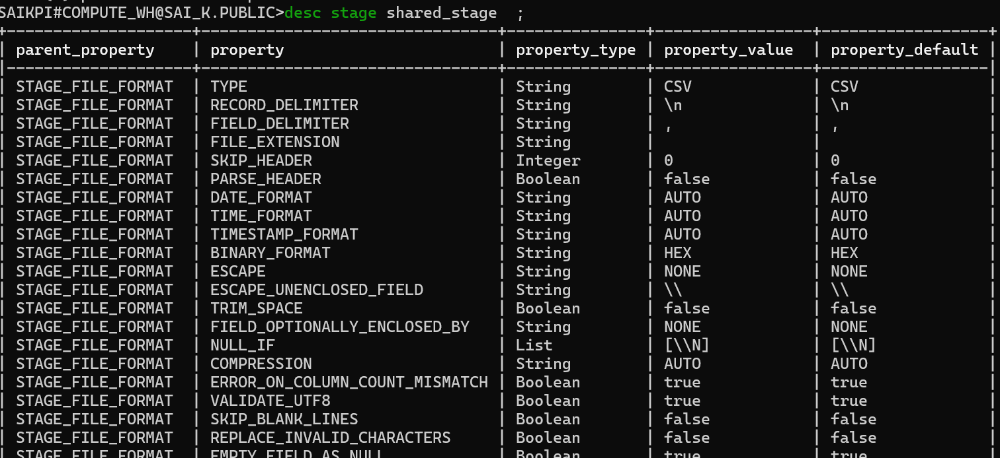 SAIKPI#COMPUTE_WH@SAI_K.PUBLIC>desc stage shared_stage  ;
+---------------------+---------------------------------+---------------+------------------+------------------+
| parent_property     | property                        | property_type | property_value  | property_default |
|---------------------+---------------------------------+---------------+------------------+------------------|
| STAGE_FILE_FORMAT  | TYPE                           | String        | CSV             | CSV              |
| STAGE_FILE_FORMAT  | RECORD_DELIMITER               | String        | \n              | \n               |
| STAGE_FILE_FORMAT  | FIELD_DELIMITER                | String        | ,               | ,                |
| STAGE_FILE_FORMAT  | FILE_EXTENSION                 | String        |                 |                  |
| STAGE_FILE_FORMAT  | SKIP_HEADER                    | Integer       | 0               | 0                |
| STAGE_FILE_FORMAT  | PARSE_HEADER                   | Boolean       | false           | false            |
| STAGE_FILE_FORMAT  | DATE_FORMAT                    | String        | AUTO            | AUTO             |
| STAGE_FILE_FORMAT  | TIME_FORMAT                    | String        | AUTO            | AUTO             |
| STAGE_FILE_FORMAT  | TIMESTAMP_FORMAT               | String        | AUTO            | AUTO             |
| STAGE_FILE_FORMAT  | BINARY_FORMAT                  | String        | HEX             | HEX              |
| STAGE_FILE_FORMAT  | ESCAPE                         | String        | NONE            | NONE             |
| STAGE_FILE_FORMAT  | ESCAPE_UNENCLOSED_FIELD        | String        | \\              | \\               |
| STAGE_FILE_FORMAT  | TRIM_SPACE                     | Boolean       | false           | false            |
| STAGE_FILE_FORMAT  | FIELD_OPTIONALLY_ENCLOSED_BY   | String        | NONE            | NONE             |
| STAGE_FILE_FORMAT  | NULL_IF                        | List          | [\\N]           | [\\N]            |
| STAGE_FILE_FORMAT  | COMPRESSION                    | String        | AUTO            | AUTO             |
| STAGE_FILE_FORMAT  | ERROR_ON_COLUMN_COUNT_MISMATCH | Boolean       | true            | true             |
| STAGE_FILE_FORMAT  | VALIDATE_UTF8                  | Boolean       | true            | true             |
| STAGE_FILE_FORMAT  | SKIP_BLANK_LINES               | Boolean       | false           | false            |
| STAGE_FILE_FORMAT  | REPLACE_INVALID_CHARACTERS     | Boolean       | false           | false            |
| STAGE_FILE_FORMAT  | EMPTY_FIELD_AS_NULL            | Boolean       | true            | true             |